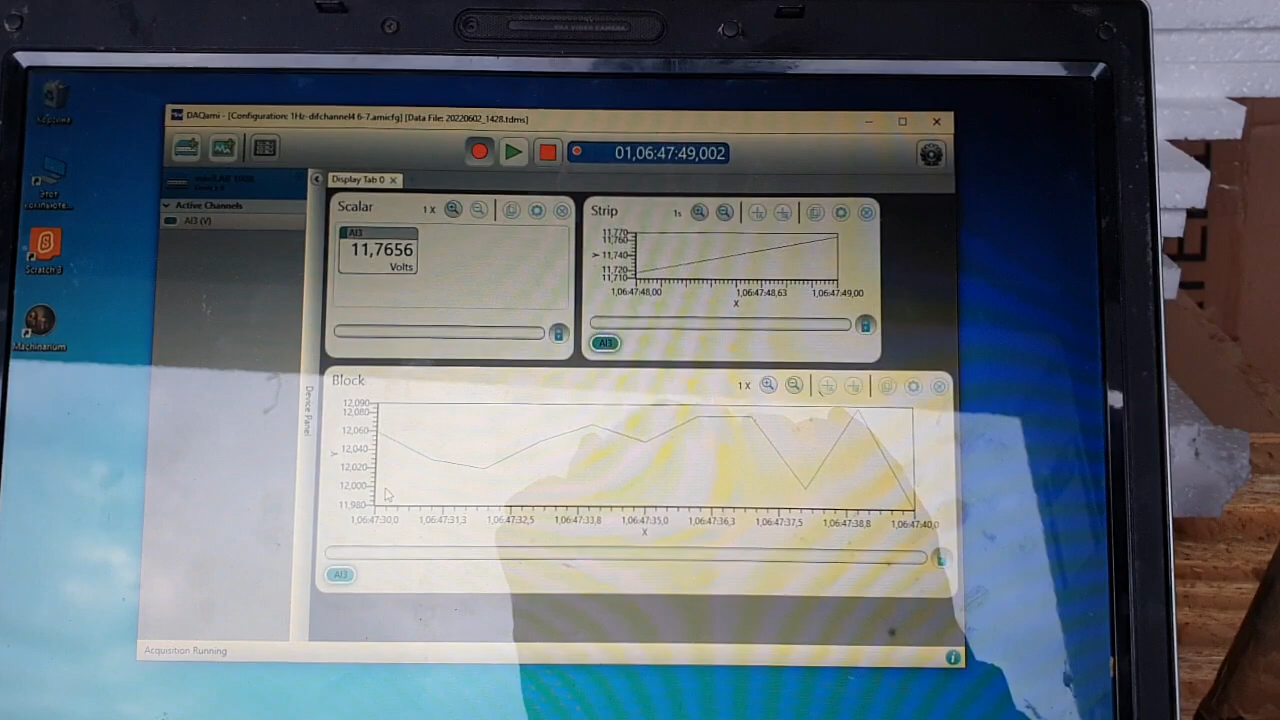 DAQami - [Configuration: 1Hz-difchannel4 6-7.amicfg] [Data File: 20220602_1428.tdms]
Корзина
01,06:47:49,002
Display Tab 0
Active Channels
AI3 (V)
Этот
компьюте...
Scratch 3
Machinarium
Device Panel
Scalar
1 X
AI3
11,7656
Volts
Strip
1s
11,770
11,760
11,740
11,720
11,710
Y
1,06:47:48,00
1,06:47:48,63
1,06:47:49,00
X
AI3
Block
1 X
12,090
12,080
12,060
12,040
12,020
12,000
11,980
Y
1,06:47:30,0
1,06:47:31,3
1,06:47:32,5
1,06:47:33,8
1,06:47:35,0
1,06:47:36,3
1,06:47:37,5
1,06:47:38,8
1,06:47:40,0
X
AI3
Acquisition Running